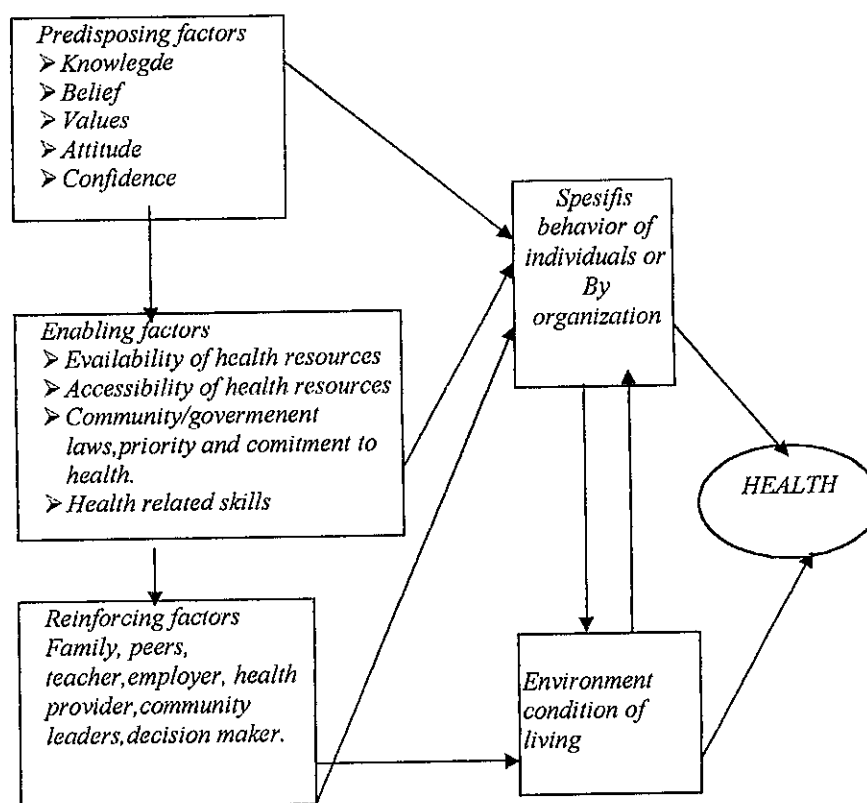 Predisposing factors
➢ Knowlegde
➢ Belief
➢ Values
➢ Attitude
➢ Confidence
Enabling factors
➢ Evailability of health resources
➢ Accessibility of health resources
➢ Community/govermenent
laws,priority and comitment to
health.
➢ Health related skills
Reinforcing factors
Family, peers,
teacher,employer, health
provider,community
leaders,decision maker.
Spesifis
behavior of
individuals or
By
organization
Environment
condition of
living
HEALTH